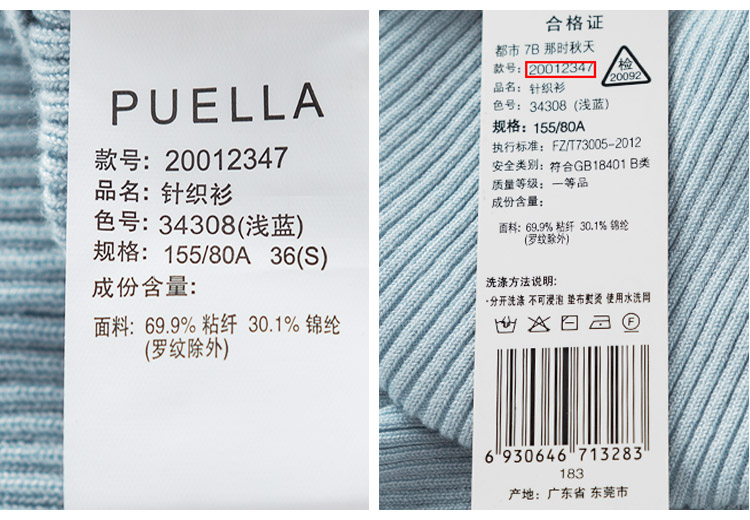 PUELLA
款号: 20012347
品名: 针织衫
色号: 34308(浅蓝)
规格: 155/80A 36(S)
成份含量:
面料: 69.9% 粘纤 30.1% 锦纶
(罗纹除外)
合格证
都市 7B 那时秋天
款号: 20012347
检
20092
品名: 针织衫
色号: 34308 (浅蓝)
规格: 155/80A
执行标准: FZ/T73005-2012
安全类别: 符合GB18401 B类
质量等级: 一等品
成份含量:
面料: 69.9% 粘纤 30.1% 锦纶
(罗纹除外)
洗涤方法说明:
·分开洗涤 不可浸泡 垫布熨烫 使用水洗网
F
6 930646 713283
183
产地: 广东省 东莞市